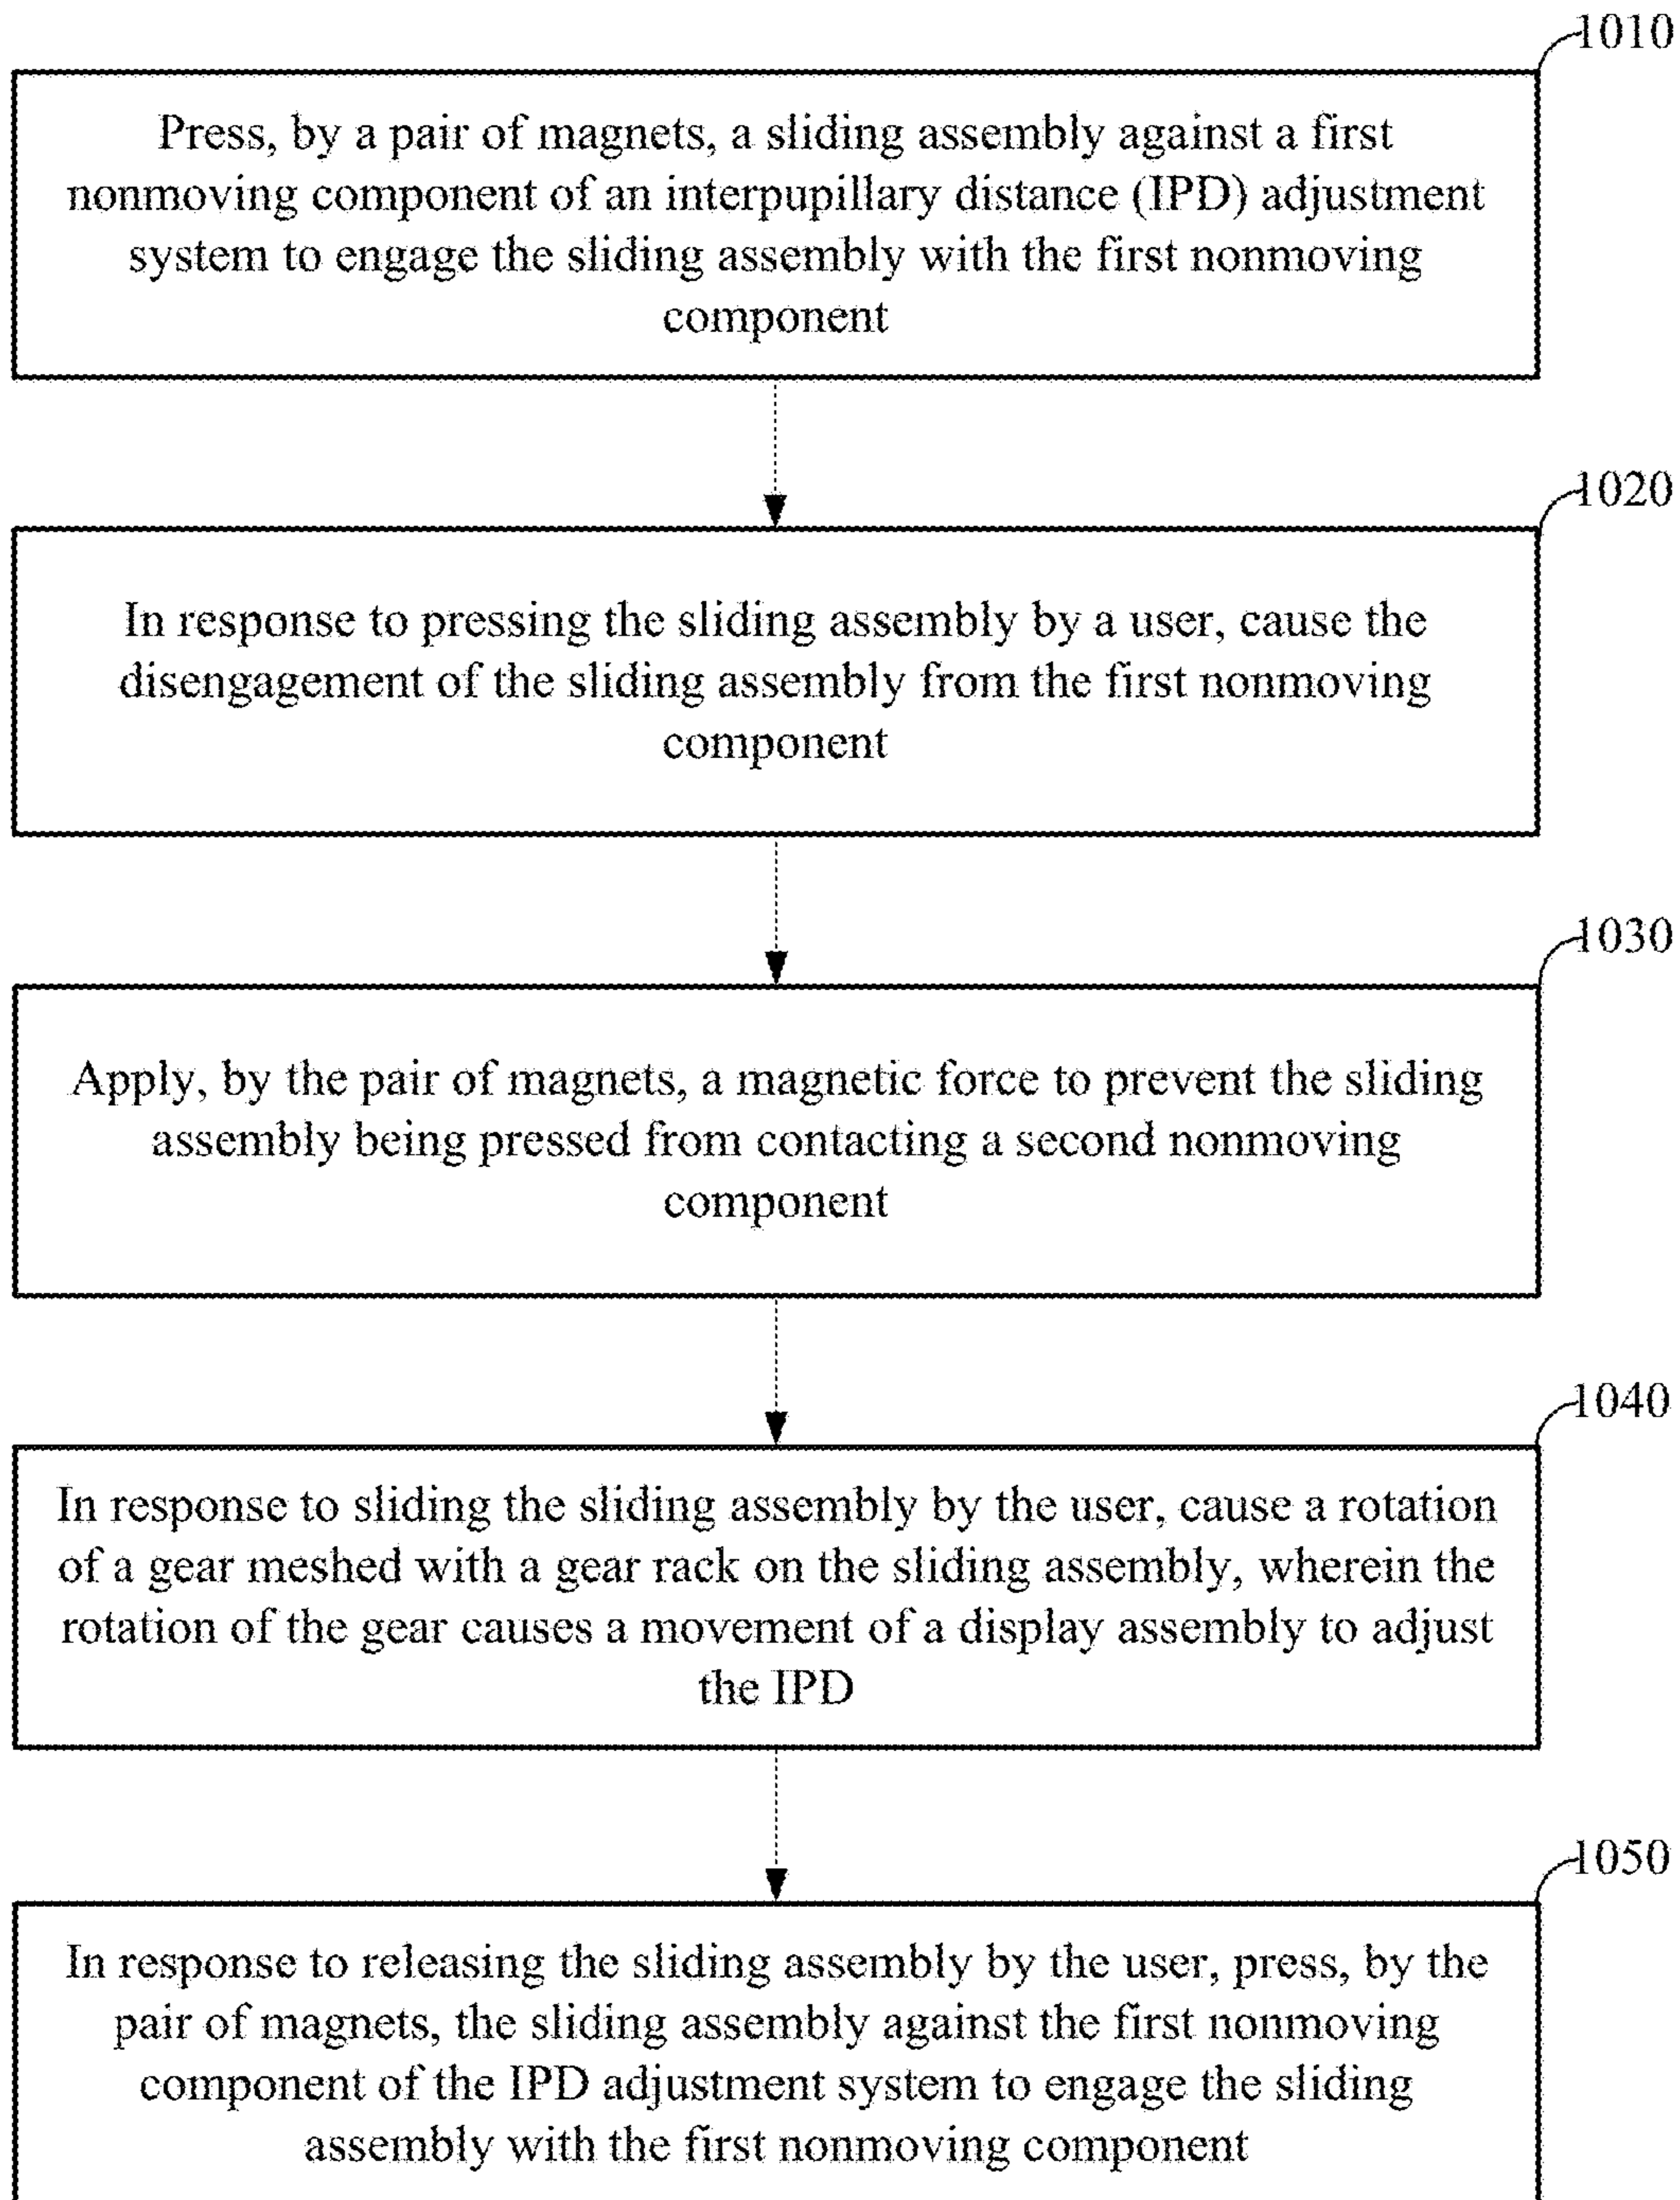 1010
Press, by a pair of magnets, a sliding assembly against a first
nonmoving component of an interpupillary distance (IPD) adjustment
system to engage the sliding assembly with the first nonmoving
component
1020
In response to pressing the sliding assembly by a user, cause the
disengagement of the sliding assembly from the first nonmoving
component
1030
Apply, by the pair of magnets, a magnetic force to prevent the sliding
assembly being pressed from contacting a second nonmoving
component
1040
In response to sliding the sliding assembly by the user, cause a rotation
of a gear meshed with a gear rack on the sliding assembly, wherein the
rotation of the gear causes a movement of a display assembly to adjust
the IPD
1050
In response to releasing the sliding assembly by the user, press, by the
pair of magnets, the sliding assembly against the first nonmoving
component of the IPD adjustment system to engage the sliding
assembly with the first nonmoving component